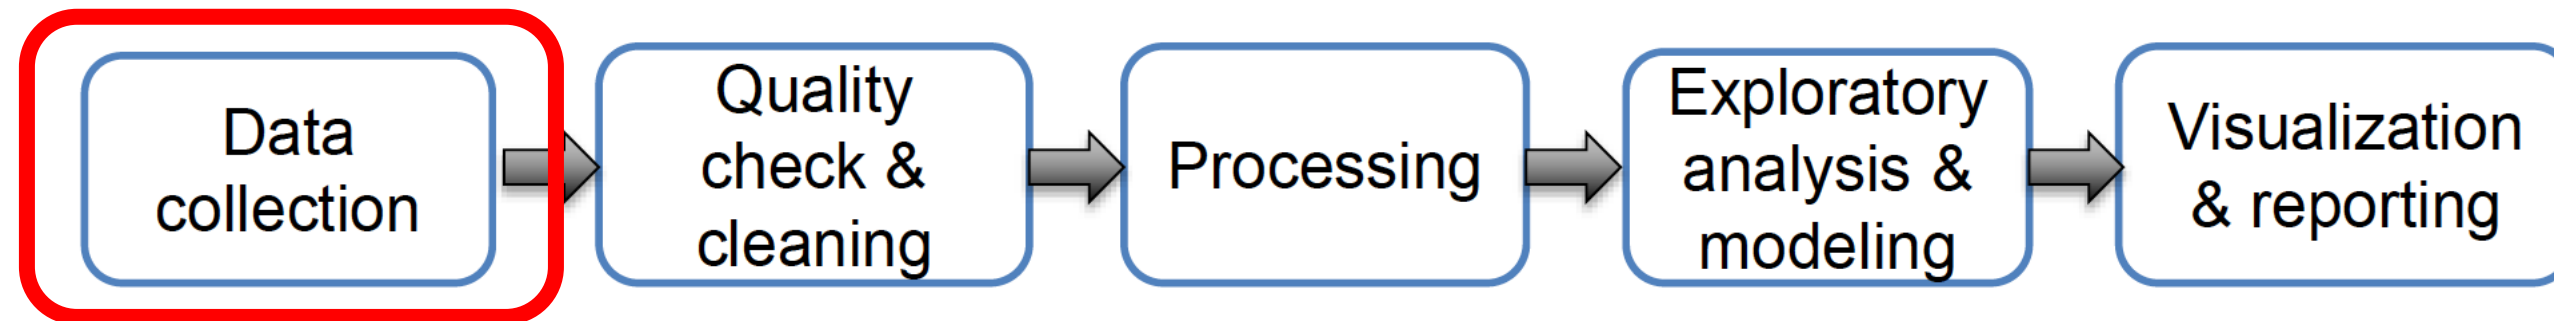 Data
collection
Quality
check &
cleaning
Processing
Exploratory
analysis &
modeling
Visualization
& reporting